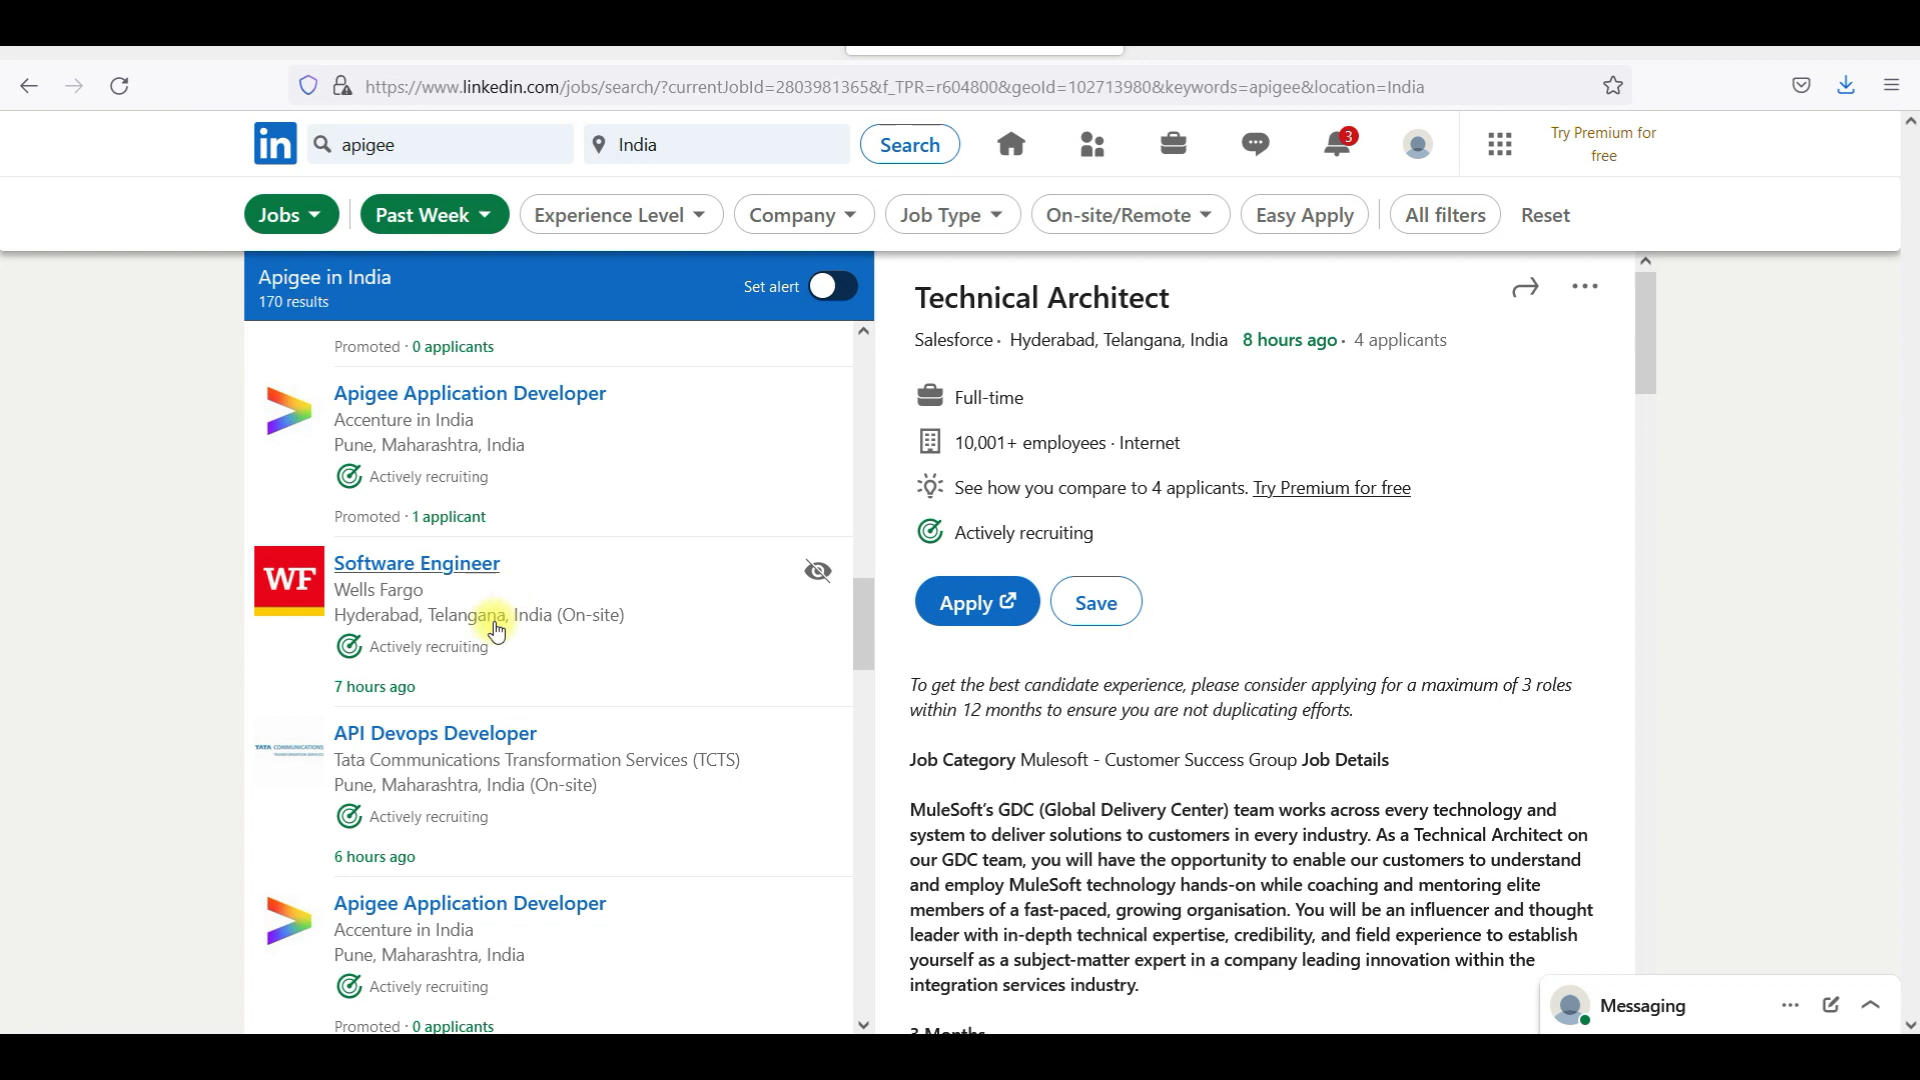 https://www.linkedin.com/jobs/search/?currentJobId=2803981365&f_TPR=r604800&geoId=102713980&keywords=apigee&location=India
in
apigee
India
Search
3
Try Premium for
free
Jobs
Past Week
Experience Level
Company
Job Type
On-site/Remote
Easy Apply
All filters
Reset
Apigee in India
170 results
Set alert
Promoted · 0 applicants
Apigee Application Developer
Accenture in India
Pune, Maharashtra, India
Actively recruiting
Promoted · 1 applicant
WF
Software Engineer
Wells Fargo
Hyderabad, Telangana, India (On-site)
Actively recruiting
7 hours ago
TATA COMMUNICATIONS
TRANSFORMATION SERVICES
API Devops Developer
Tata Communications Transformation Services (TCTS)
Pune, Maharashtra, India (On-site)
Actively recruiting
6 hours ago
Apigee Application Developer
Accenture in India
Pune, Maharashtra, India
Actively recruiting
Promoted · 0 applicants
Technical Architect
Salesforce · Hyderabad, Telangana, India 8 hours ago · 4 applicants
Full-time
10,001+ employees · Internet
See how you compare to 4 applicants. Try Premium for free
Actively recruiting
Apply
Save
To get the best candidate experience, please consider applying for a maximum of 3 roles
within 12 months to ensure you are not duplicating efforts.
Job Category Mulesoft - Customer Success Group Job Details
MuleSoft's GDC (Global Delivery Center) team works across every technology and
system to deliver solutions to customers in every industry. As a Technical Architect on
our GDC team, you will have the opportunity to enable our customers to understand
and employ MuleSoft technology hands-on while coaching and mentoring elite
members of a fast-paced, growing organisation. You will be an influencer and thought
leader with in-depth technical expertise, credibility, and field experience to establish
yourself as a subject-matter expert in a company leading innovation within the
integration services industry.
3 Months
Messaging